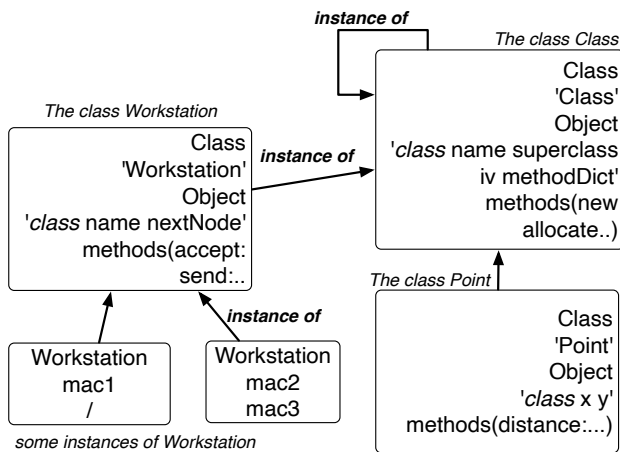 instance of
The class Class
Class
'Class'
Object
'class name superclass
iv methodDict'
methods(new
allocate..)
The class Workstation
Class
'Workstation'
Object
'class name nextNode'
methods(accept:
send:..
instance of
The class Point
Class
'Point'
Object
'class x y'
methods(distance:...)
instance of
Workstation
mac1
/
Workstation
mac2
mac3
some instances of Workstation